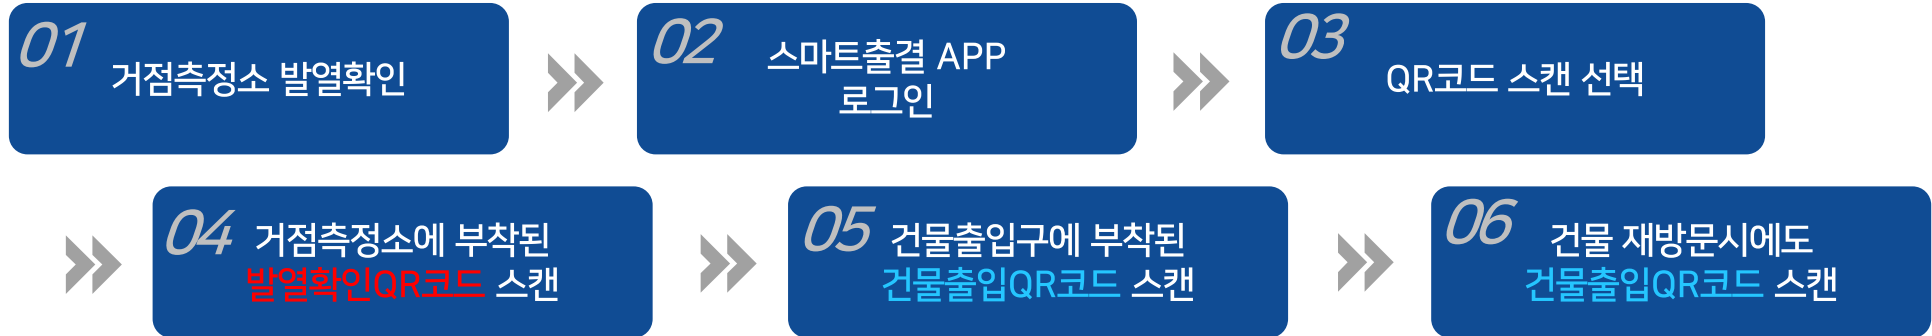 01
거점측정소 발열확인
02
스마트출결 APP
로그인
03
QR코드 스캔 선택
04
거점측정소에 부착된
발열확인QR코드 스캔
05
건물출입구에 부착된
건물출입QR코드 스캔
06
건물 재방문시에도
건물출입QR코드 스캔